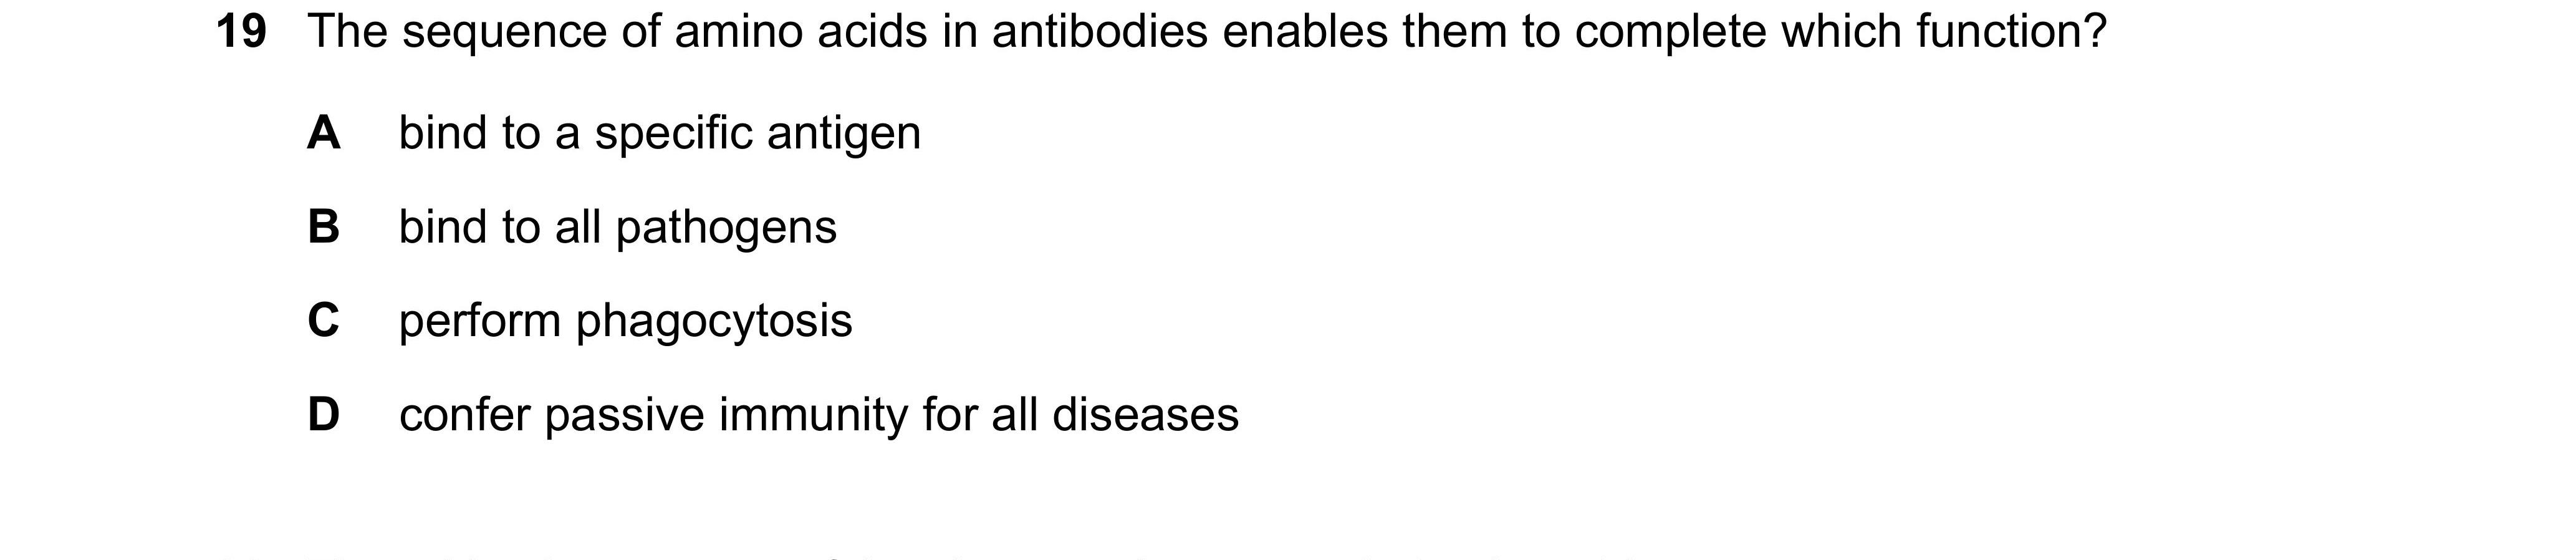 19 The sequence of amino acids in antibodies enables them to complete which function?
A bind to a specific antigen
B bind to all pathogens
C perform phagocytosis
D confer passive immunity for all diseases